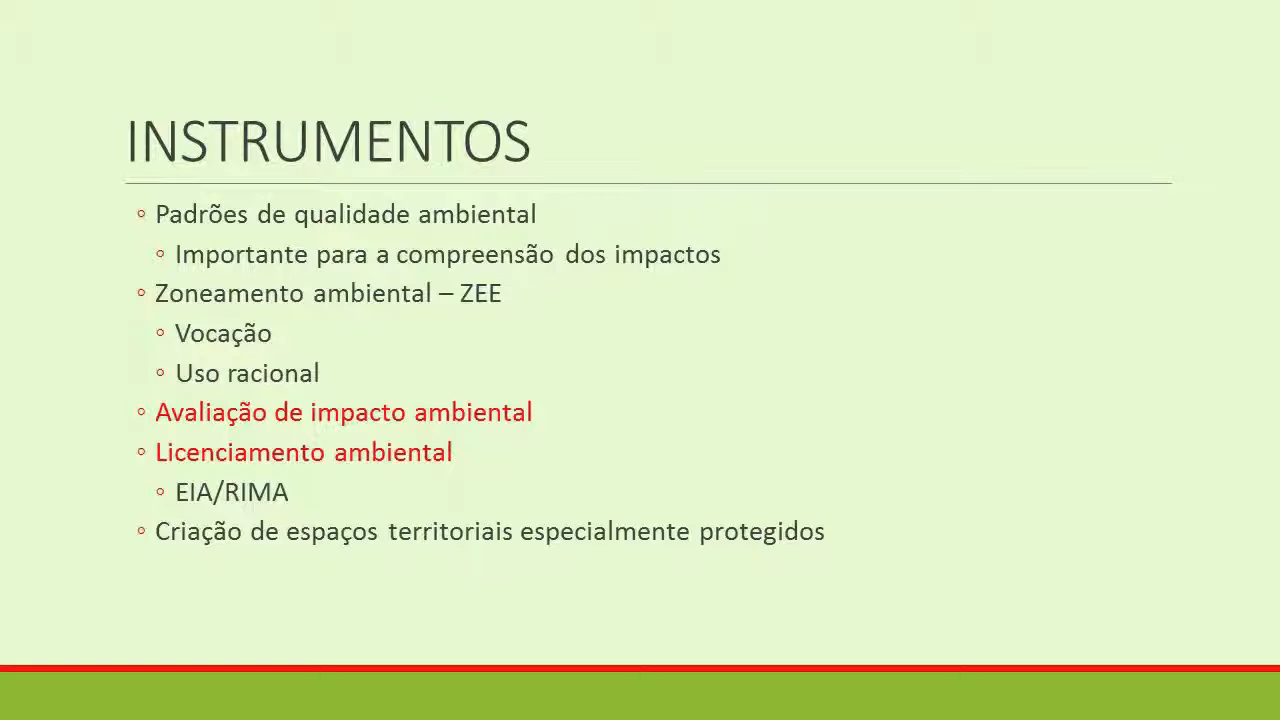 INSTRUMENTOS
◦ Padrões de qualidade ambiental
◦ Importante para a compreensão dos impactos
◦ Zoneamento ambiental – ZEE
◦ Vocação
◦ Uso racional
◦ Avaliação de impacto ambiental
◦ Licenciamento ambiental
◦ EIA/RIMA
◦ Criação de espaços territoriais especialmente protegidos